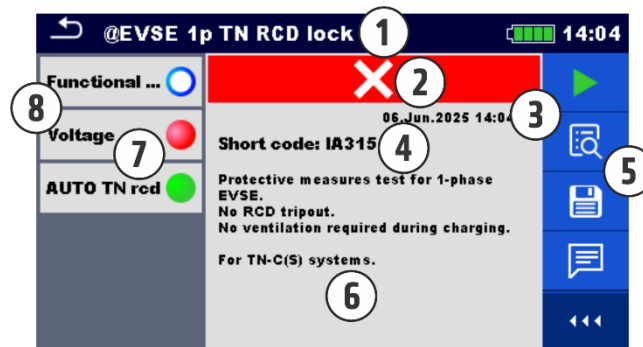 @EVSE 1p TN RCD lock
1
14:04
Functional ...
2
06.Jun.2025 14:04
3
8
Voltage
7
Short code: IA315
4
5
AUTO TN rcd
Protective measures test for 1-phase
EVSE.
No RCD tripout.
No ventilation required during charging.
For TN-C(S) systems.
6